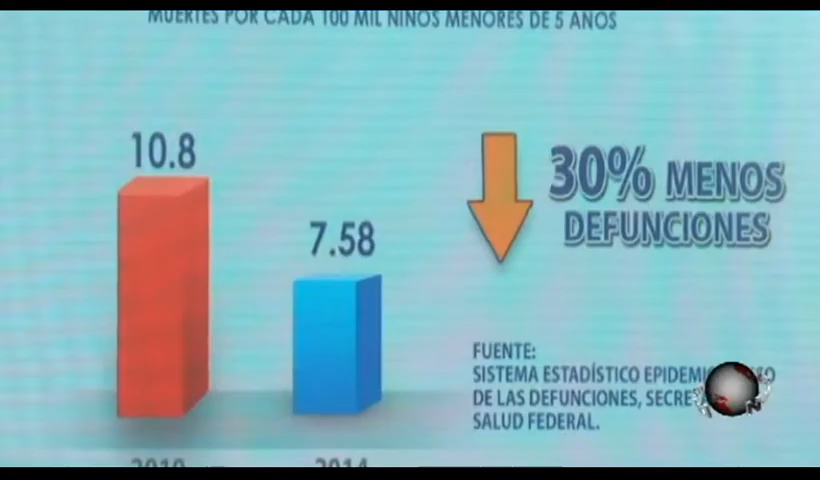 MUERTES POR CADA 100 MIL NIÑOS MENORES DE 5 AÑOS
10.8
7.58
30% MENOS
DEFUNCIONES
FUENTE:
SISTEMA ESTADÍSTICO
DE LAS DEFUNCIONES,
SALUD FEDERAL.
2014